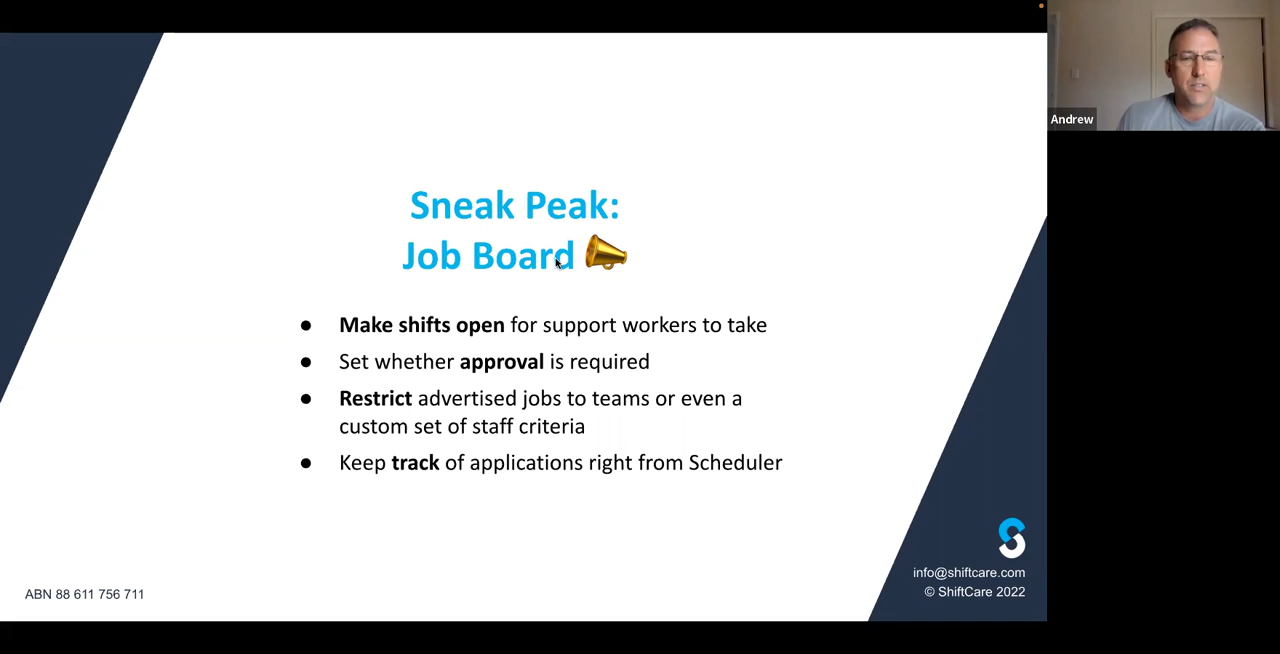 Sneak Peak:
Job Board
● Make shifts open for support workers to take
● Set whether approval is required
● Restrict advertised jobs to teams or even a
custom set of staff criteria
● Keep track of applications right from Scheduler
ABN 88 611 756 711
info@shiftcare.com
© ShiftCare 2022
Andrew